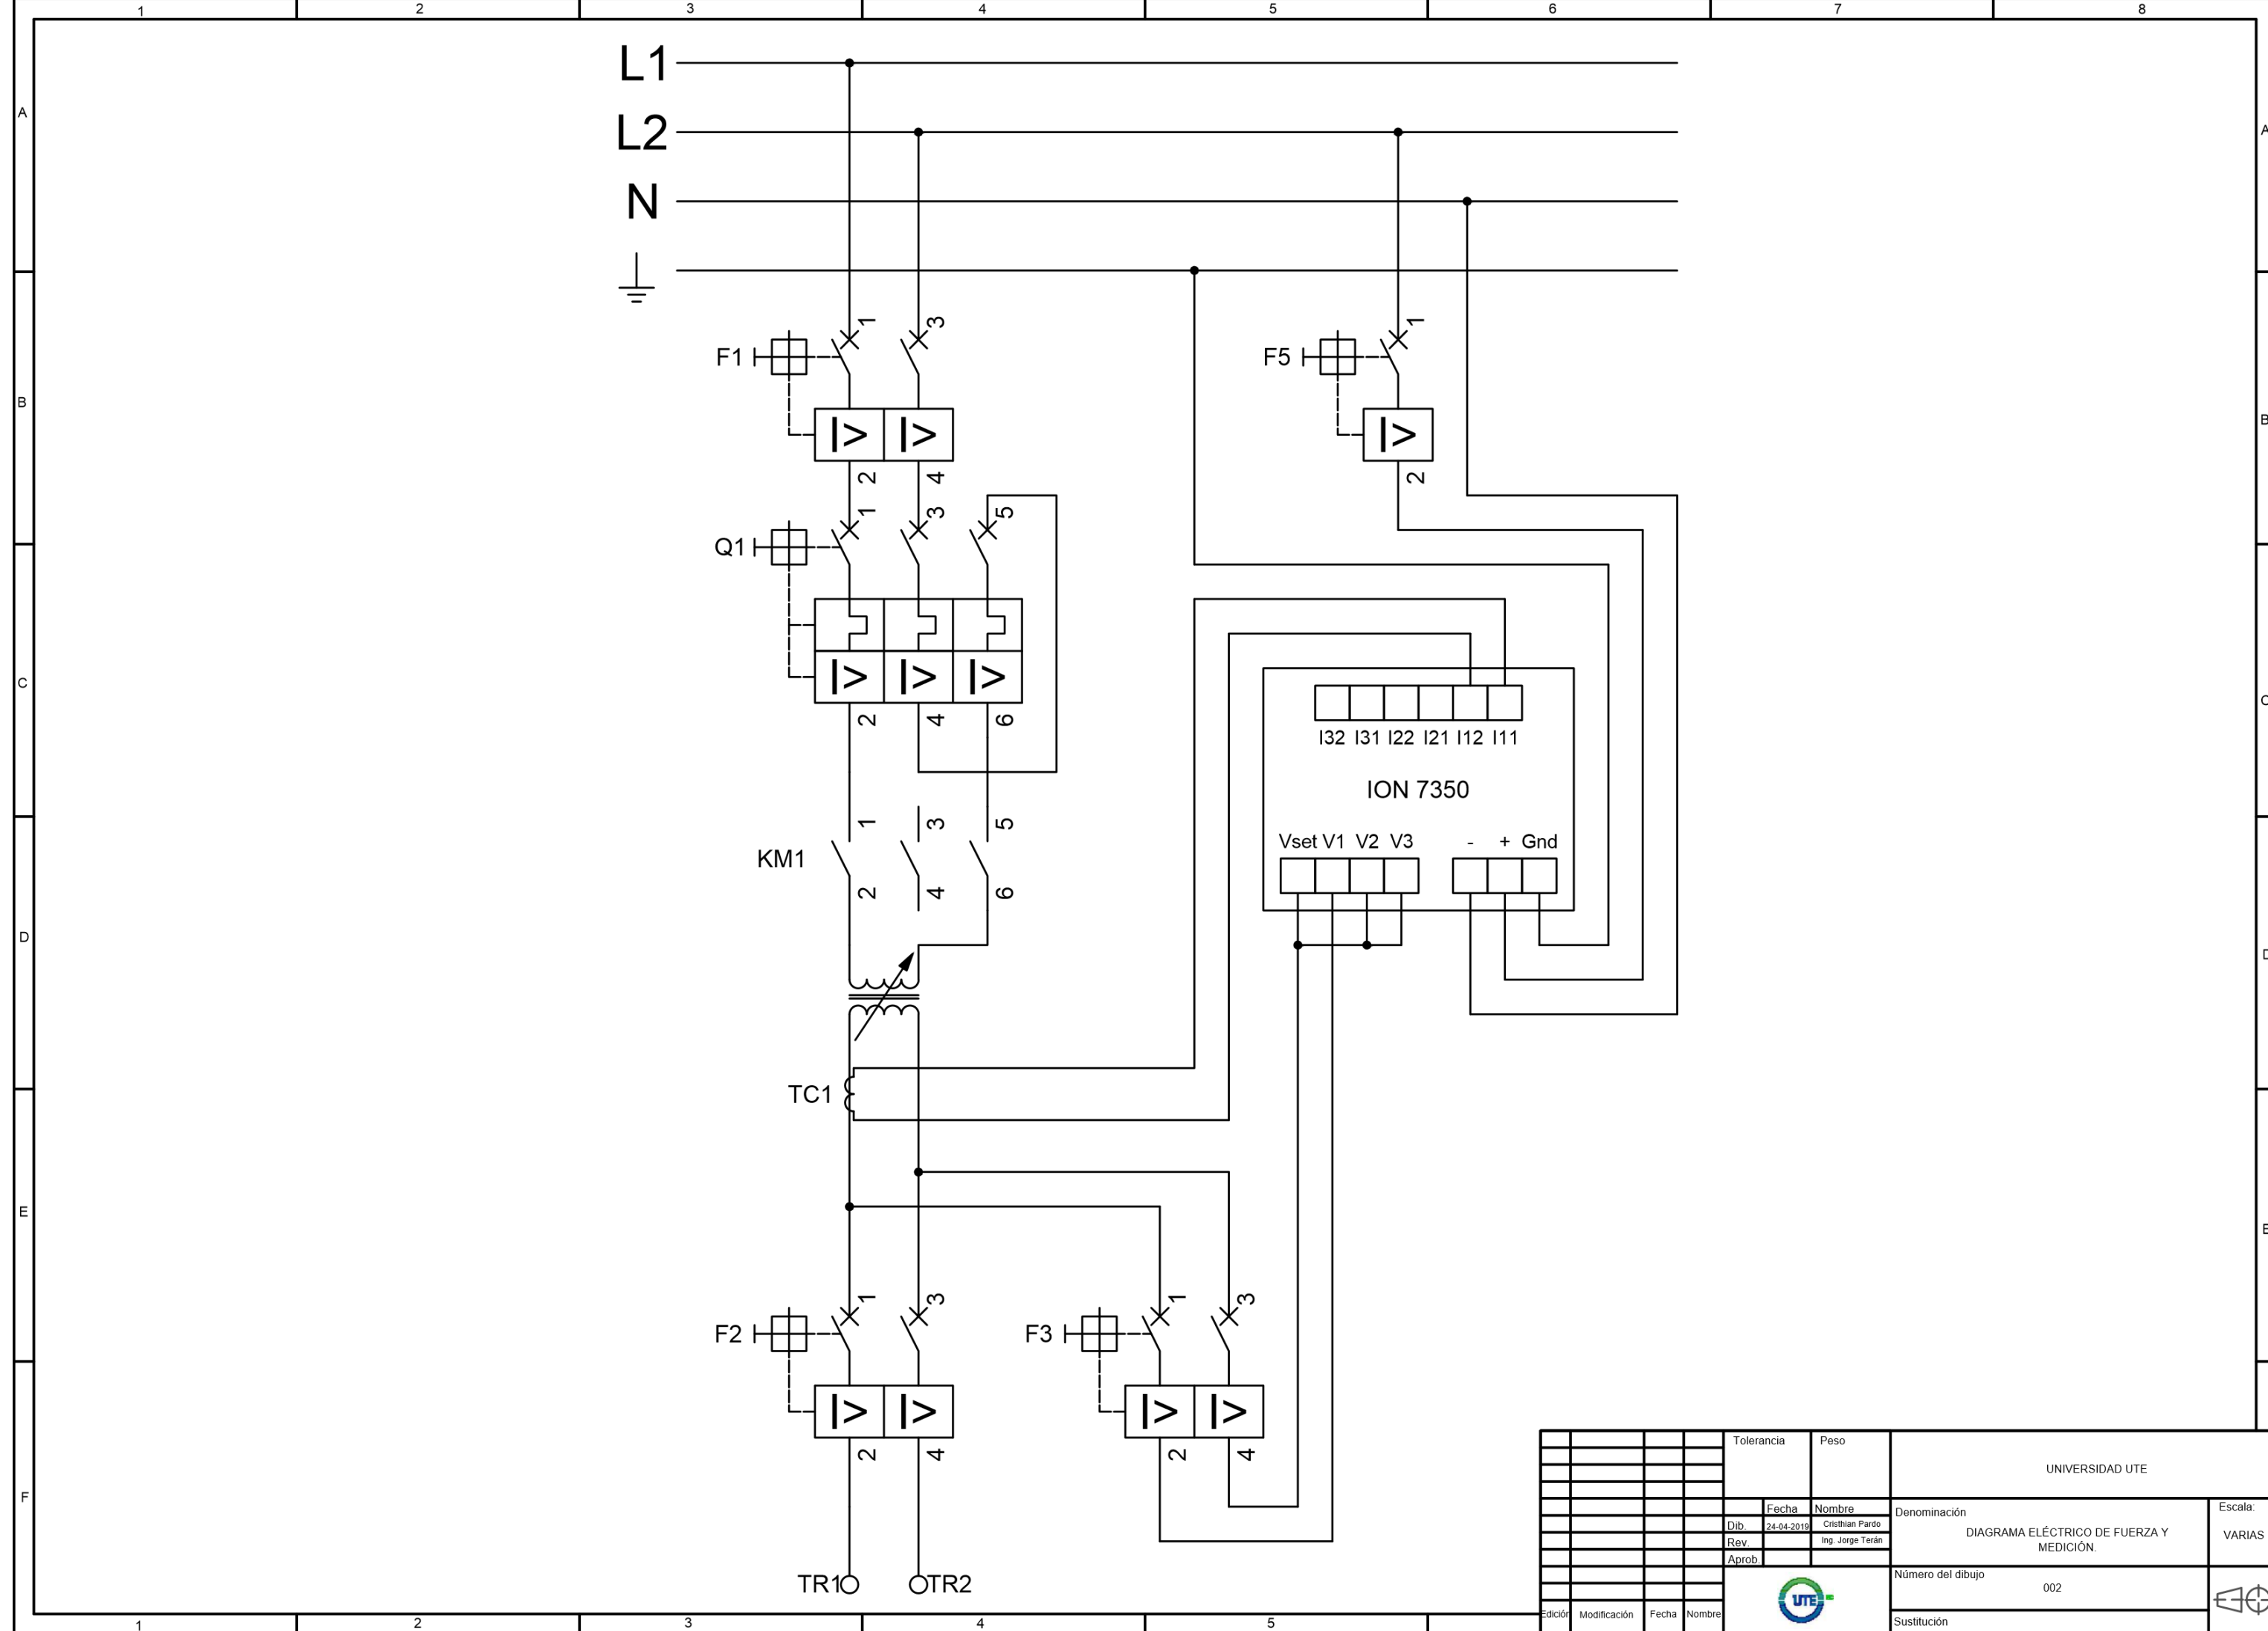 1 2 3 4 5 6 7 8
L1
A A
L2
N
1 3 1
F1 F5
B B
I> I> I>
2 4 2
1 3 5
Q1
I> I> I>
C C
2 4 6
I32 I31 I22 I21 I12 I11
ION 7350
1 3 5
Vset V1 V2 V3 - + Gnd
KM1
2 4 6
D D
TC1
E E
1 3 1 3
F2 F3
I> I> I> I>
2 4 2 4
F
TR1 TR2
Tolerancia Peso
UNIVERSIDAD UTE
Fecha Nombre
Dib. 24-04-2019 Cristhian Pardo
Rev. Ing. Jorge Terán
Aprob.
Denominación
DIAGRAMA ELÉCTRICO DE FUERZA Y
MEDICIÓN.
Escala:
VARIAS
Número del dibujo
002
UTE
Edición Modificación Fecha Nombre
Sustitución
1 2 3 4 5